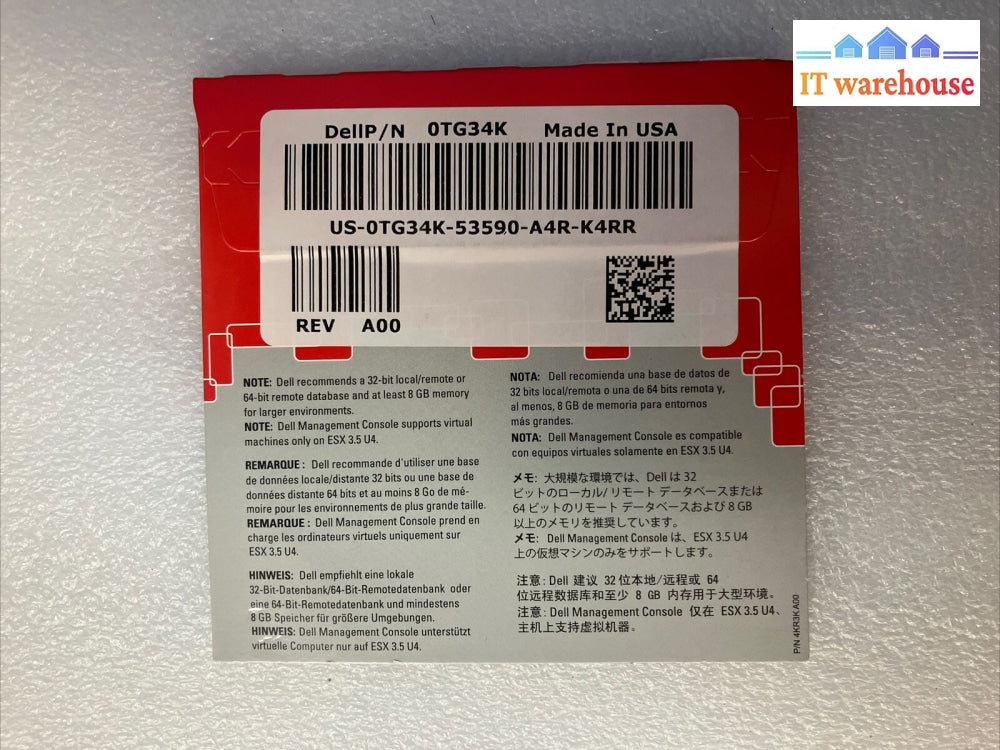 IT warehouse
DellP/N 0TG34K Made In USA
US-0TG34K-53590-A4R-K4RR
REV A00
NOTE: Dell recommends a 32-bit local/remote or
64-bit remote database and at least 8 GB memory
for larger environments.
NOTE: Dell Management Console supports virtual
machines only on ESX 3.5 U4.
REMARQUE : Dell recommande d'utiliser une base
de données locale/distante 32 bits ou une base de
données distante 64 bits et au moins 8 Go de mé-
moire pour les environnements de plus grande taille.
REMARQUE : Dell Management Console prend en
charge les ordinateurs virtuels uniquement sur
ESX 3.5 U4.
HINWEIS: Dell empfiehlt eine lokale
32-Bit-Datenbank/64-Bit-Remotedatenbank oder
eine 64-Bit-Remotedatenbank und mindestens
8 GB Speicher für größere Umgebungen.
HINWEIS: Dell Management Console unterstützt
virtuelle Computer nur auf ESX 3.5 U4.
NOTA: Dell recomienda una base de datos de
32 bits local/remota o una de 64 bits remota y,
al menos, 8 GB de memoria para entornos
más grandes.
NOTA: Dell Management Console es compatible
con equipos virtuales solamente en ESX 3.5 U4.
メモ: 大規模な環境では、Dell は 32
ビットのローカル/ リモート データベースまたは
64 ビットのリモート データベースおよび 8 GB
以上のメモリを推奨しています。
メモ: Dell Management Console は、ESX 3.5 U4
上の仮想マシンのみをサポートします。
注意: Dell 建议 32 位本地/远程或 64
位远程数据库和至少 8 GB 内存用于大型环境。
注意: Dell Management Console 仅在 ESX 3.5 U4、
主机上支持虚拟机器。
P/N 4KR3K A00